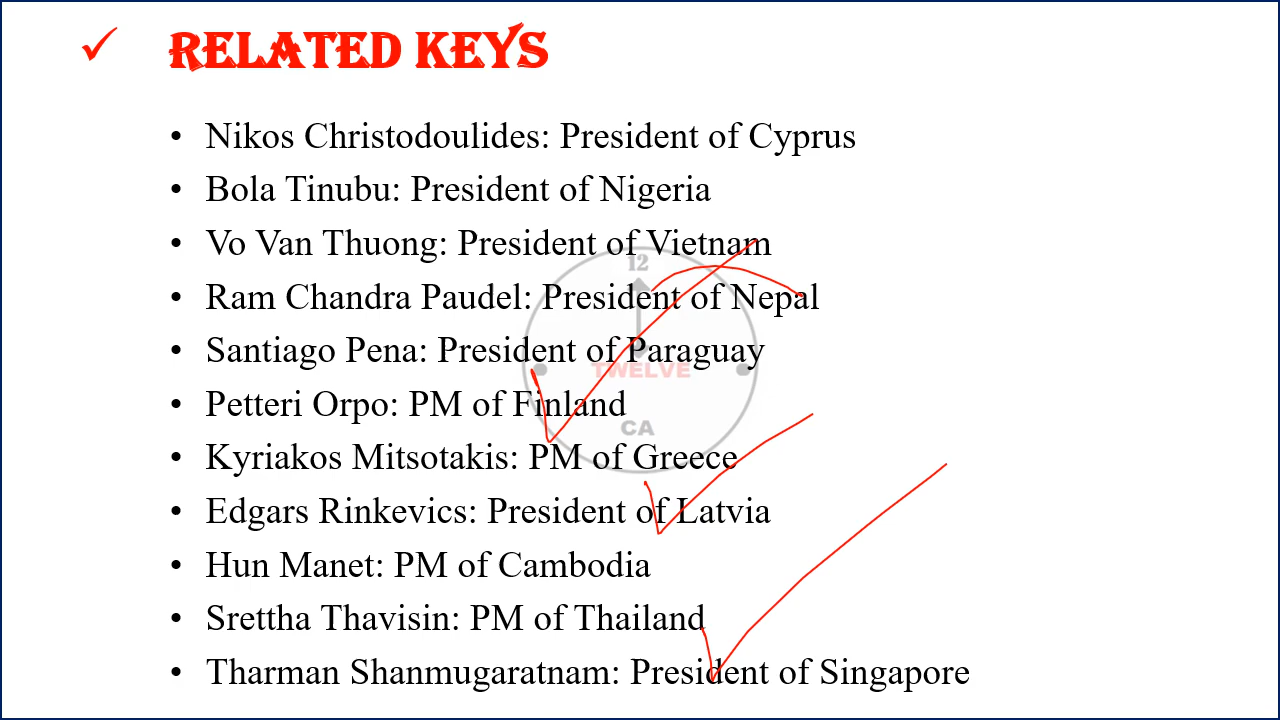 RELATED KEYS
• Nikos Christodoulides: President of Cyprus
• Bola Tinubu: President of Nigeria
• Vo Van Thuong: President of Vietnam
• Ram Chandra Paudel: President of Nepal
• Santiago Pena: President of Paraguay
• Petteri Orpo: PM of Finland
• Kyriakos Mitsotakis: PM of Greece
• Edgars Rinkevics: President of Latvia
• Hun Manet: PM of Cambodia
• Srettha Thavisin: PM of Thailand
• Tharman Shanmugaratnam: President of Singapore
12
TWELVE
CA